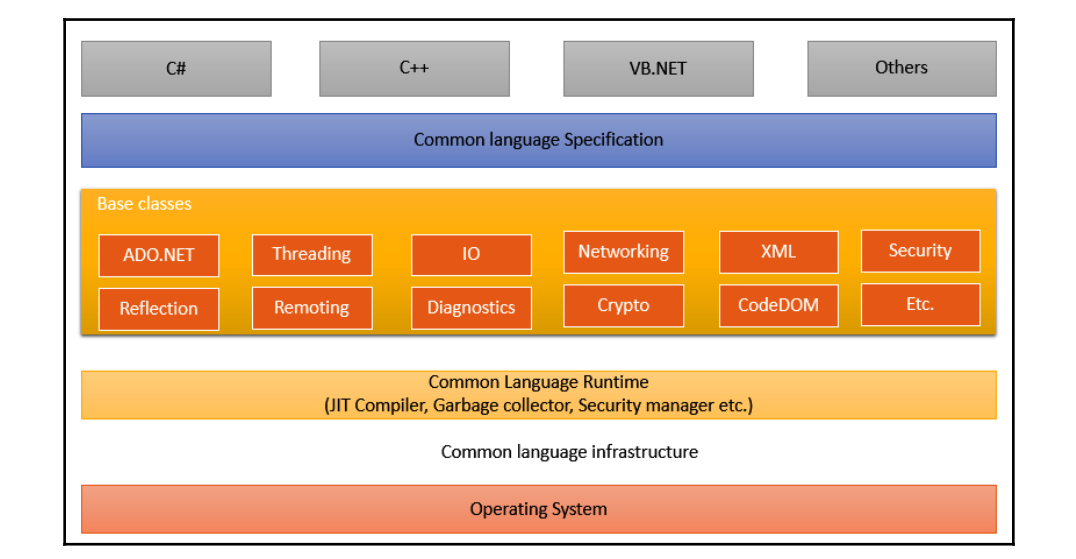 C#
C++
VB.NET
Others
Common language Specification
Base classes
ADO.NET
Threading
IO
Networking
XML
Security
Reflection
Remoting
Diagnostics
Crypto
CodeDOM
Etc.
Common Language Runtime
(JIT Compiler, Garbage collector, Security manager etc.)
Common language infrastructure
Operating System